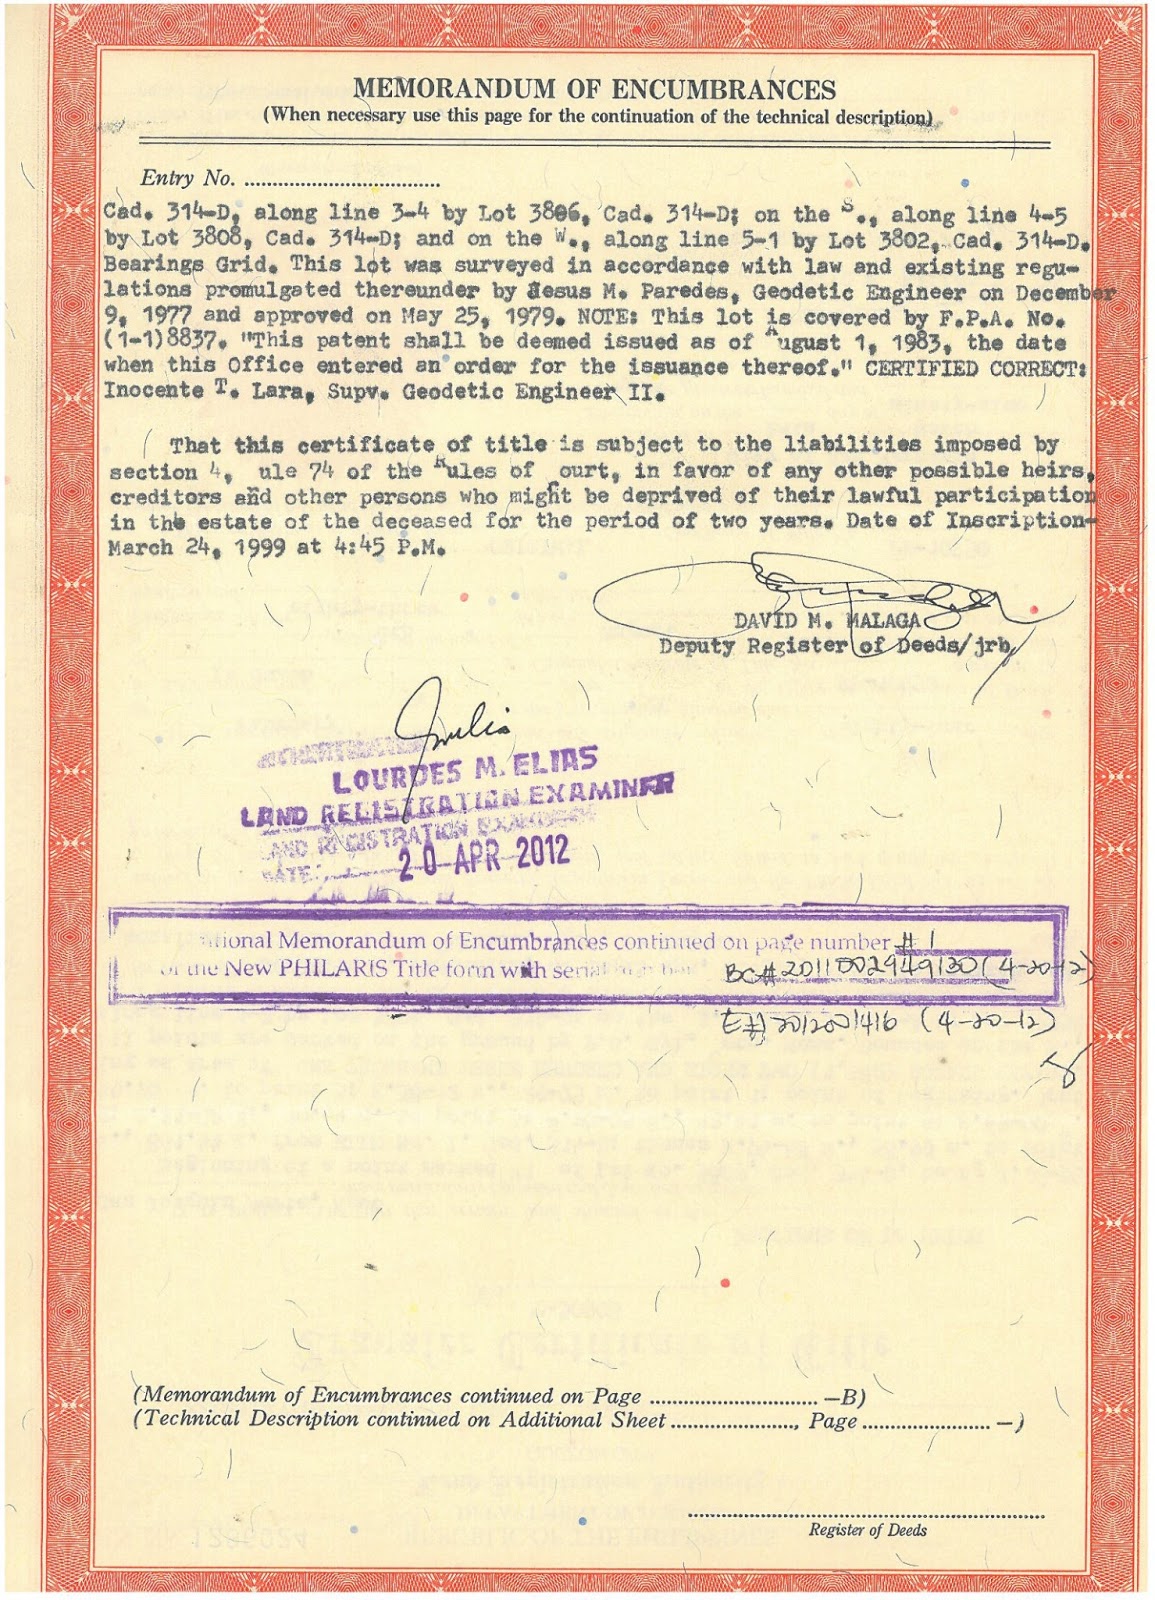 MEMORANDUM OF ENCUMBRANCES
(When necessary use this page for the continuation of the technical description)
Entry No. ........................................
Cad. 314-D, along line 3-4 by Lot 3806, Cad. 314-D; on the S., along line 4-5
by Lot 3808, Cad. 314-D; and on the W., along line 5-1 by Lot 3802, Cad. 314-D.
Bearings Grid. This lot was surveyed in accordance with law and existing regu-
lations promulgated thereunder by Jesus M. Paredes, Geodetic Engineer on December
9, 1977 and approved on May 25, 1979. NOTE: This lot is covered by F.P.A. No.
(1-1)8837. "This patent shall be deemed issued as of August 1, 1983, the date
when this Office entered an order for the issuance thereof." CERTIFIED CORRECT:
Inocente T. Lara, Supv. Geodetic Engineer II.
That this certificate of title is subject to the liabilities imposed by
section 4, ule 74 of the Rules of ourt, in favor of any other possible heirs,
creditors and other persons who might be deprived of their lawful participation
in the estate of the deceased for the period of two years. Date of Inscription-
March 24, 1999 at 4:45 P.M.
DAVID M. MALAGA
Deputy Register of Deeds/jrb
LOURDES M. ELIAS
LAND REGISTRATION EXAMINER
LAND REGISTRATION EXAMINER
DATE: 20 APR 2012
tional Memorandum of Encumbrances continued on page number # 1
of the New PHILARIS Title form with serial BC# 2011002949130 (4-20-12)
E# 2012001416 (4-20-12)
(Memorandum of Encumbrances continued on Page .................................. —B)
(Technical Description continued on Additional Sheet .........................., Page .......................... —)
Register of Deeds